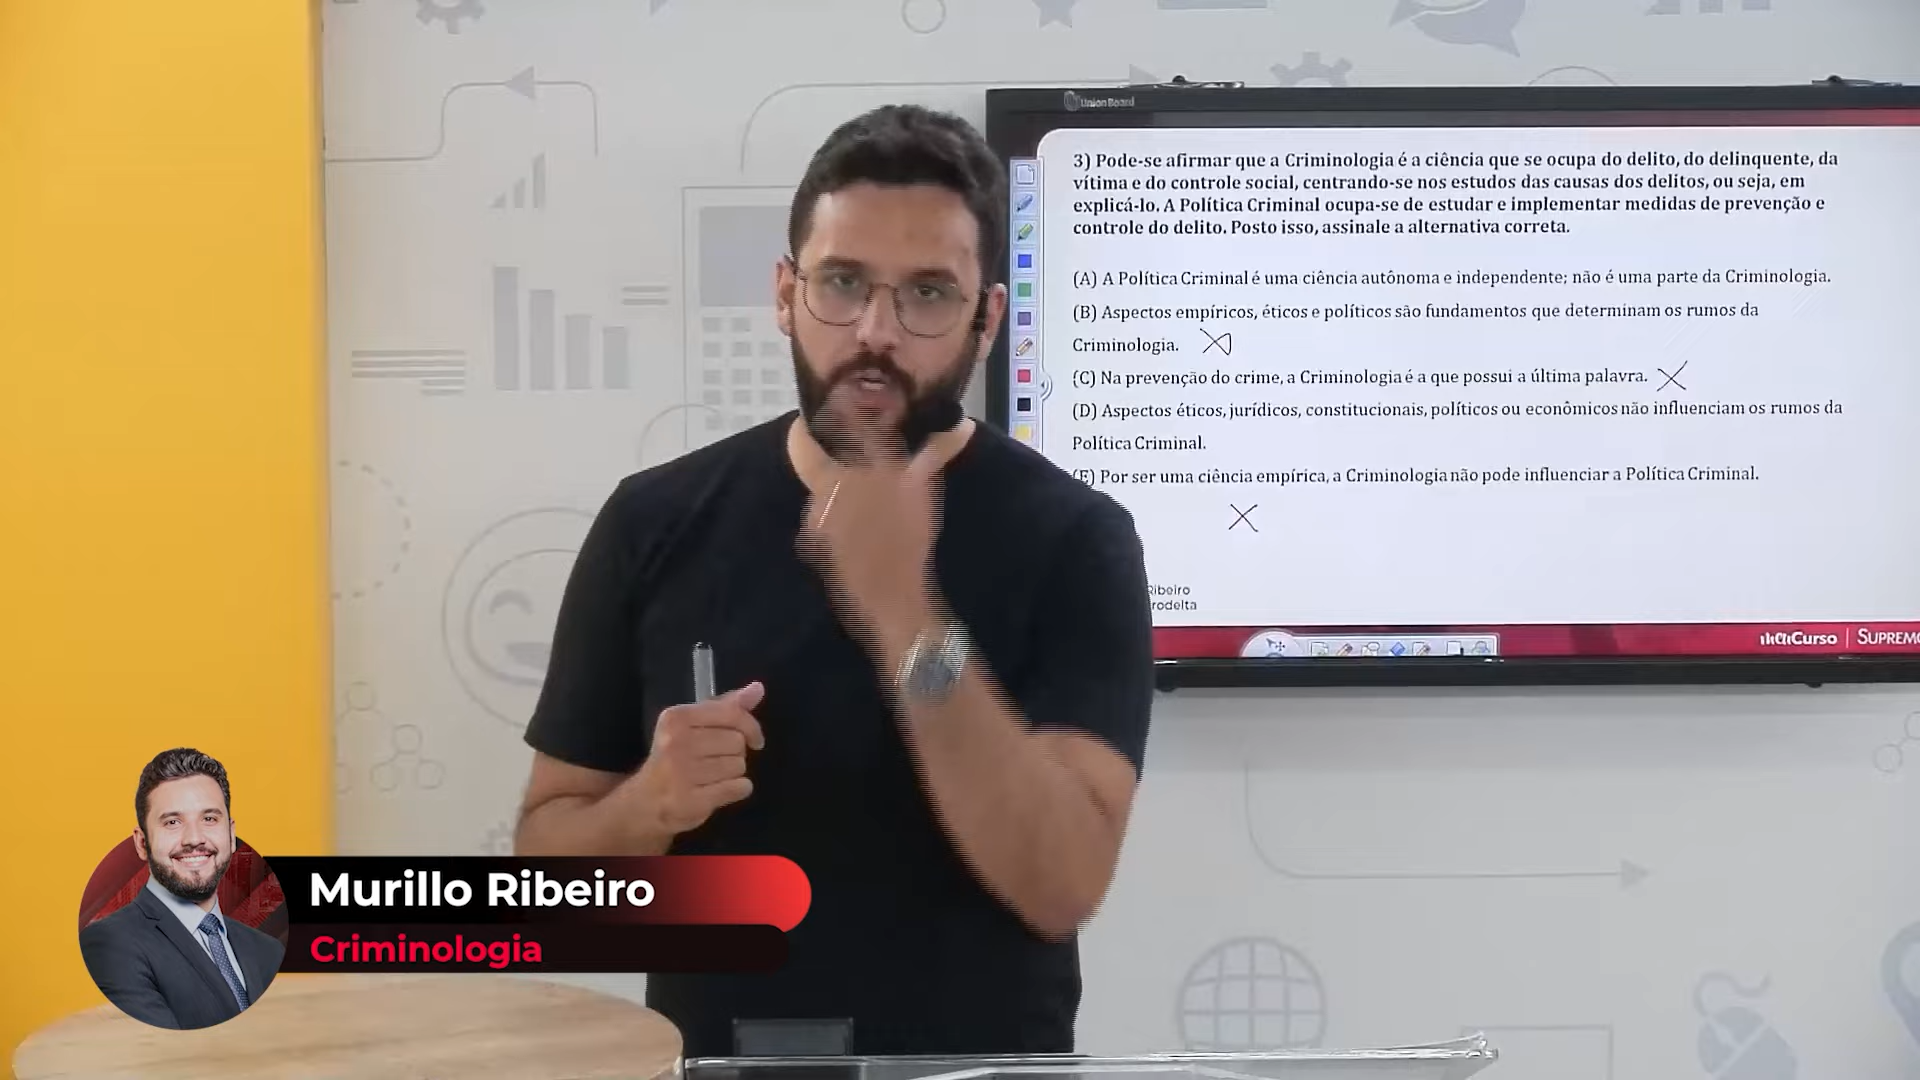 Union Board
3) Pode-se afirmar que a Criminologia é a ciência que se ocupa do delito, do delinquente, da
vítima e do controle social, centrando-se nos estudos das causas dos delitos, ou seja, em
explicá-lo. A Política Criminal ocupa-se de estudar e implementar medidas de prevenção e
controle do delito. Posto isso, assinale a alternativa correta.
(A) A Política Criminal é uma ciência autônoma e independente; não é uma parte da Criminologia.
(B) Aspectos empíricos, éticos e políticos são fundamentos que determinam os rumos da
Criminologia.
(C) Na prevenção do crime, a Criminologia é a que possui a última palavra.
(D) Aspectos éticos, jurídicos, constitucionais, políticos ou econômicos não influenciam os rumos da
Política Criminal.
(E) Por ser uma ciência empírica, a Criminologia não pode influenciar a Política Criminal.
Ribeiro
rodelta
Curso | SUPREMO
Murillo Ribeiro
Criminologia